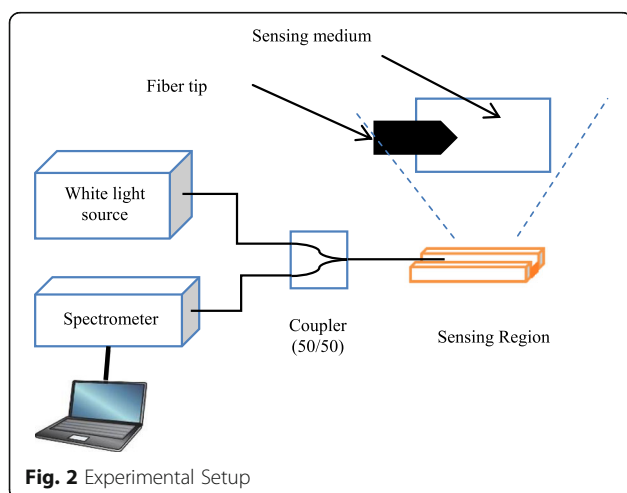 Sensing medium
Fiber tip
White light
source
Spectrometer
Coupler
(50/50)
Sensing Region
Fig. 2 Experimental Setup